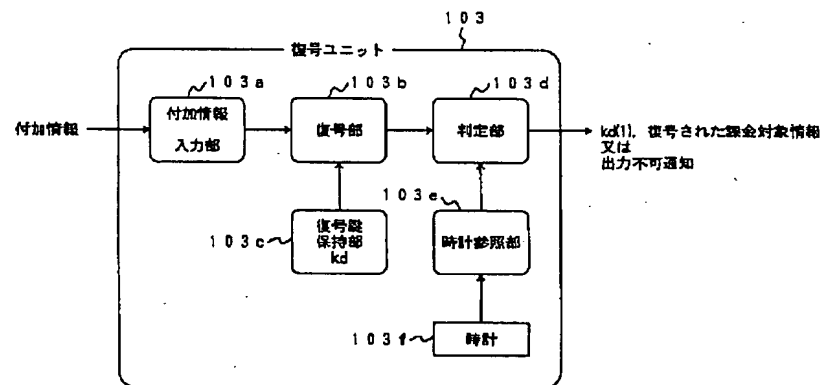 103
復号ユニット
103a
103b
103d
付加情報
付加情報
入力部
復号部
判定部
kd(1), 復号された課金対象情報
又は
出力不可通知
103c
復号鍵
保持部
kd
103e
時計参照部
103f
時計